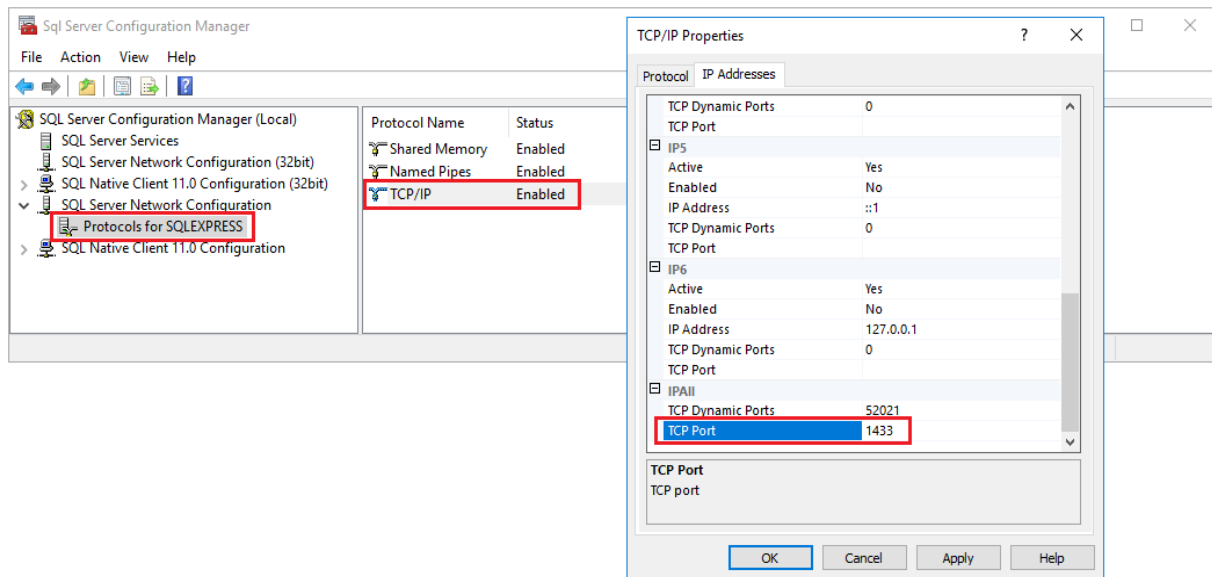 Sql Server Configuration Manager
File Action View Help
SQL Server Configuration Manager (Local)
SQL Server Services
SQL Server Network Configuration (32bit)
SQL Native Client 11.0 Configuration (32bit)
SQL Server Network Configuration
Protocols for SQLEXPRESS
SQL Native Client 11.0 Configuration
Protocol Name Status
Shared Memory Enabled
Named Pipes Enabled
TCP/IP Enabled
TCP/IP Properties
Protocol IP Addresses
TCP Dynamic Ports 0
TCP Port
IP5
Active Yes
Enabled No
IP Address ::1
TCP Dynamic Ports 0
TCP Port
IP6
Active Yes
Enabled No
IP Address 127.0.0.1
TCP Dynamic Ports 0
TCP Port
IPAll
TCP Dynamic Ports 52021
TCP Port 1433
TCP Port
TCP port
OK Cancel Apply Help